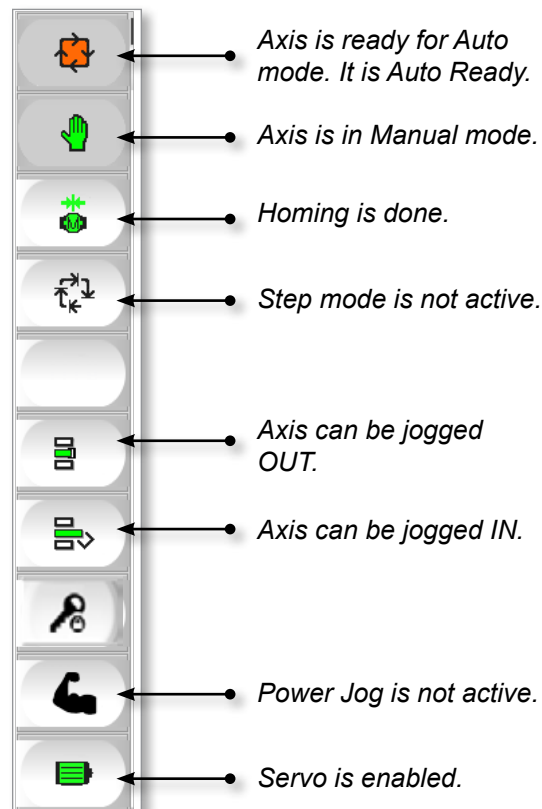 Axis is ready for Auto
mode. It is Auto Ready.
Axis is in Manual mode.
Homing is done.
Step mode is not active.
Axis can be jogged
OUT.
Axis can be jogged IN.
Power Jog is not active.
Servo is enabled.